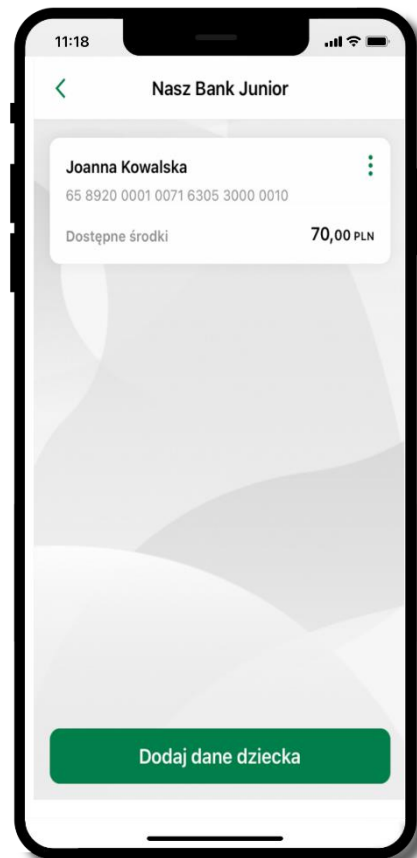 11:18
Nasz Bank Junior
Joanna Kowalska
65 8920 0001 0071 6305 3000 0010
Dostępne środki 70,00 PLN
Dodaj dane dziecka